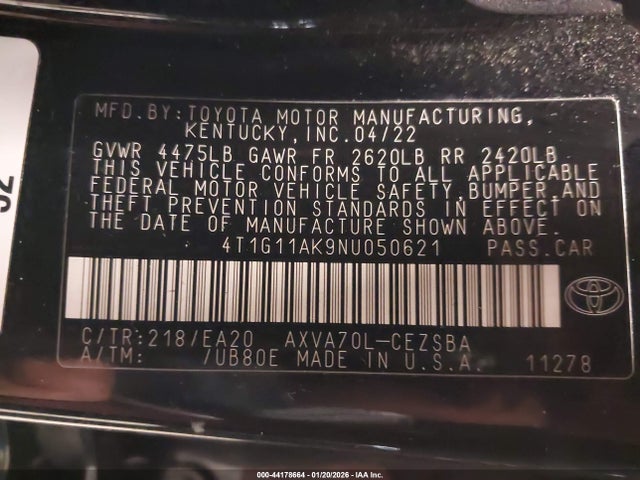 MFD.BY:TOYOTA MOTOR MANUFACTURING,
KENTUCKY, INC.04/22
GVWR 4475LB GAWR FR 2620LB RR 2420LB
THIS VEHICLE CONFORMS TO ALL APPLICABLE
FEDERAL MOTOR VEHICLE SAFETY,BUMPER,AND
THEFT PREVENTION STANDARDS IN EFFECT ON
THE DATE OF MANUFACTURE SHOWN ABOVE.
4T1G11AK9NU050621 PASS.CAR
C/TR:218/EA20 AXVA70L-CEZSBA
A/TM: /UB80E MADE IN U.S.A. 11278
000-44178664 - 01/20/2026 - IAA Inc.